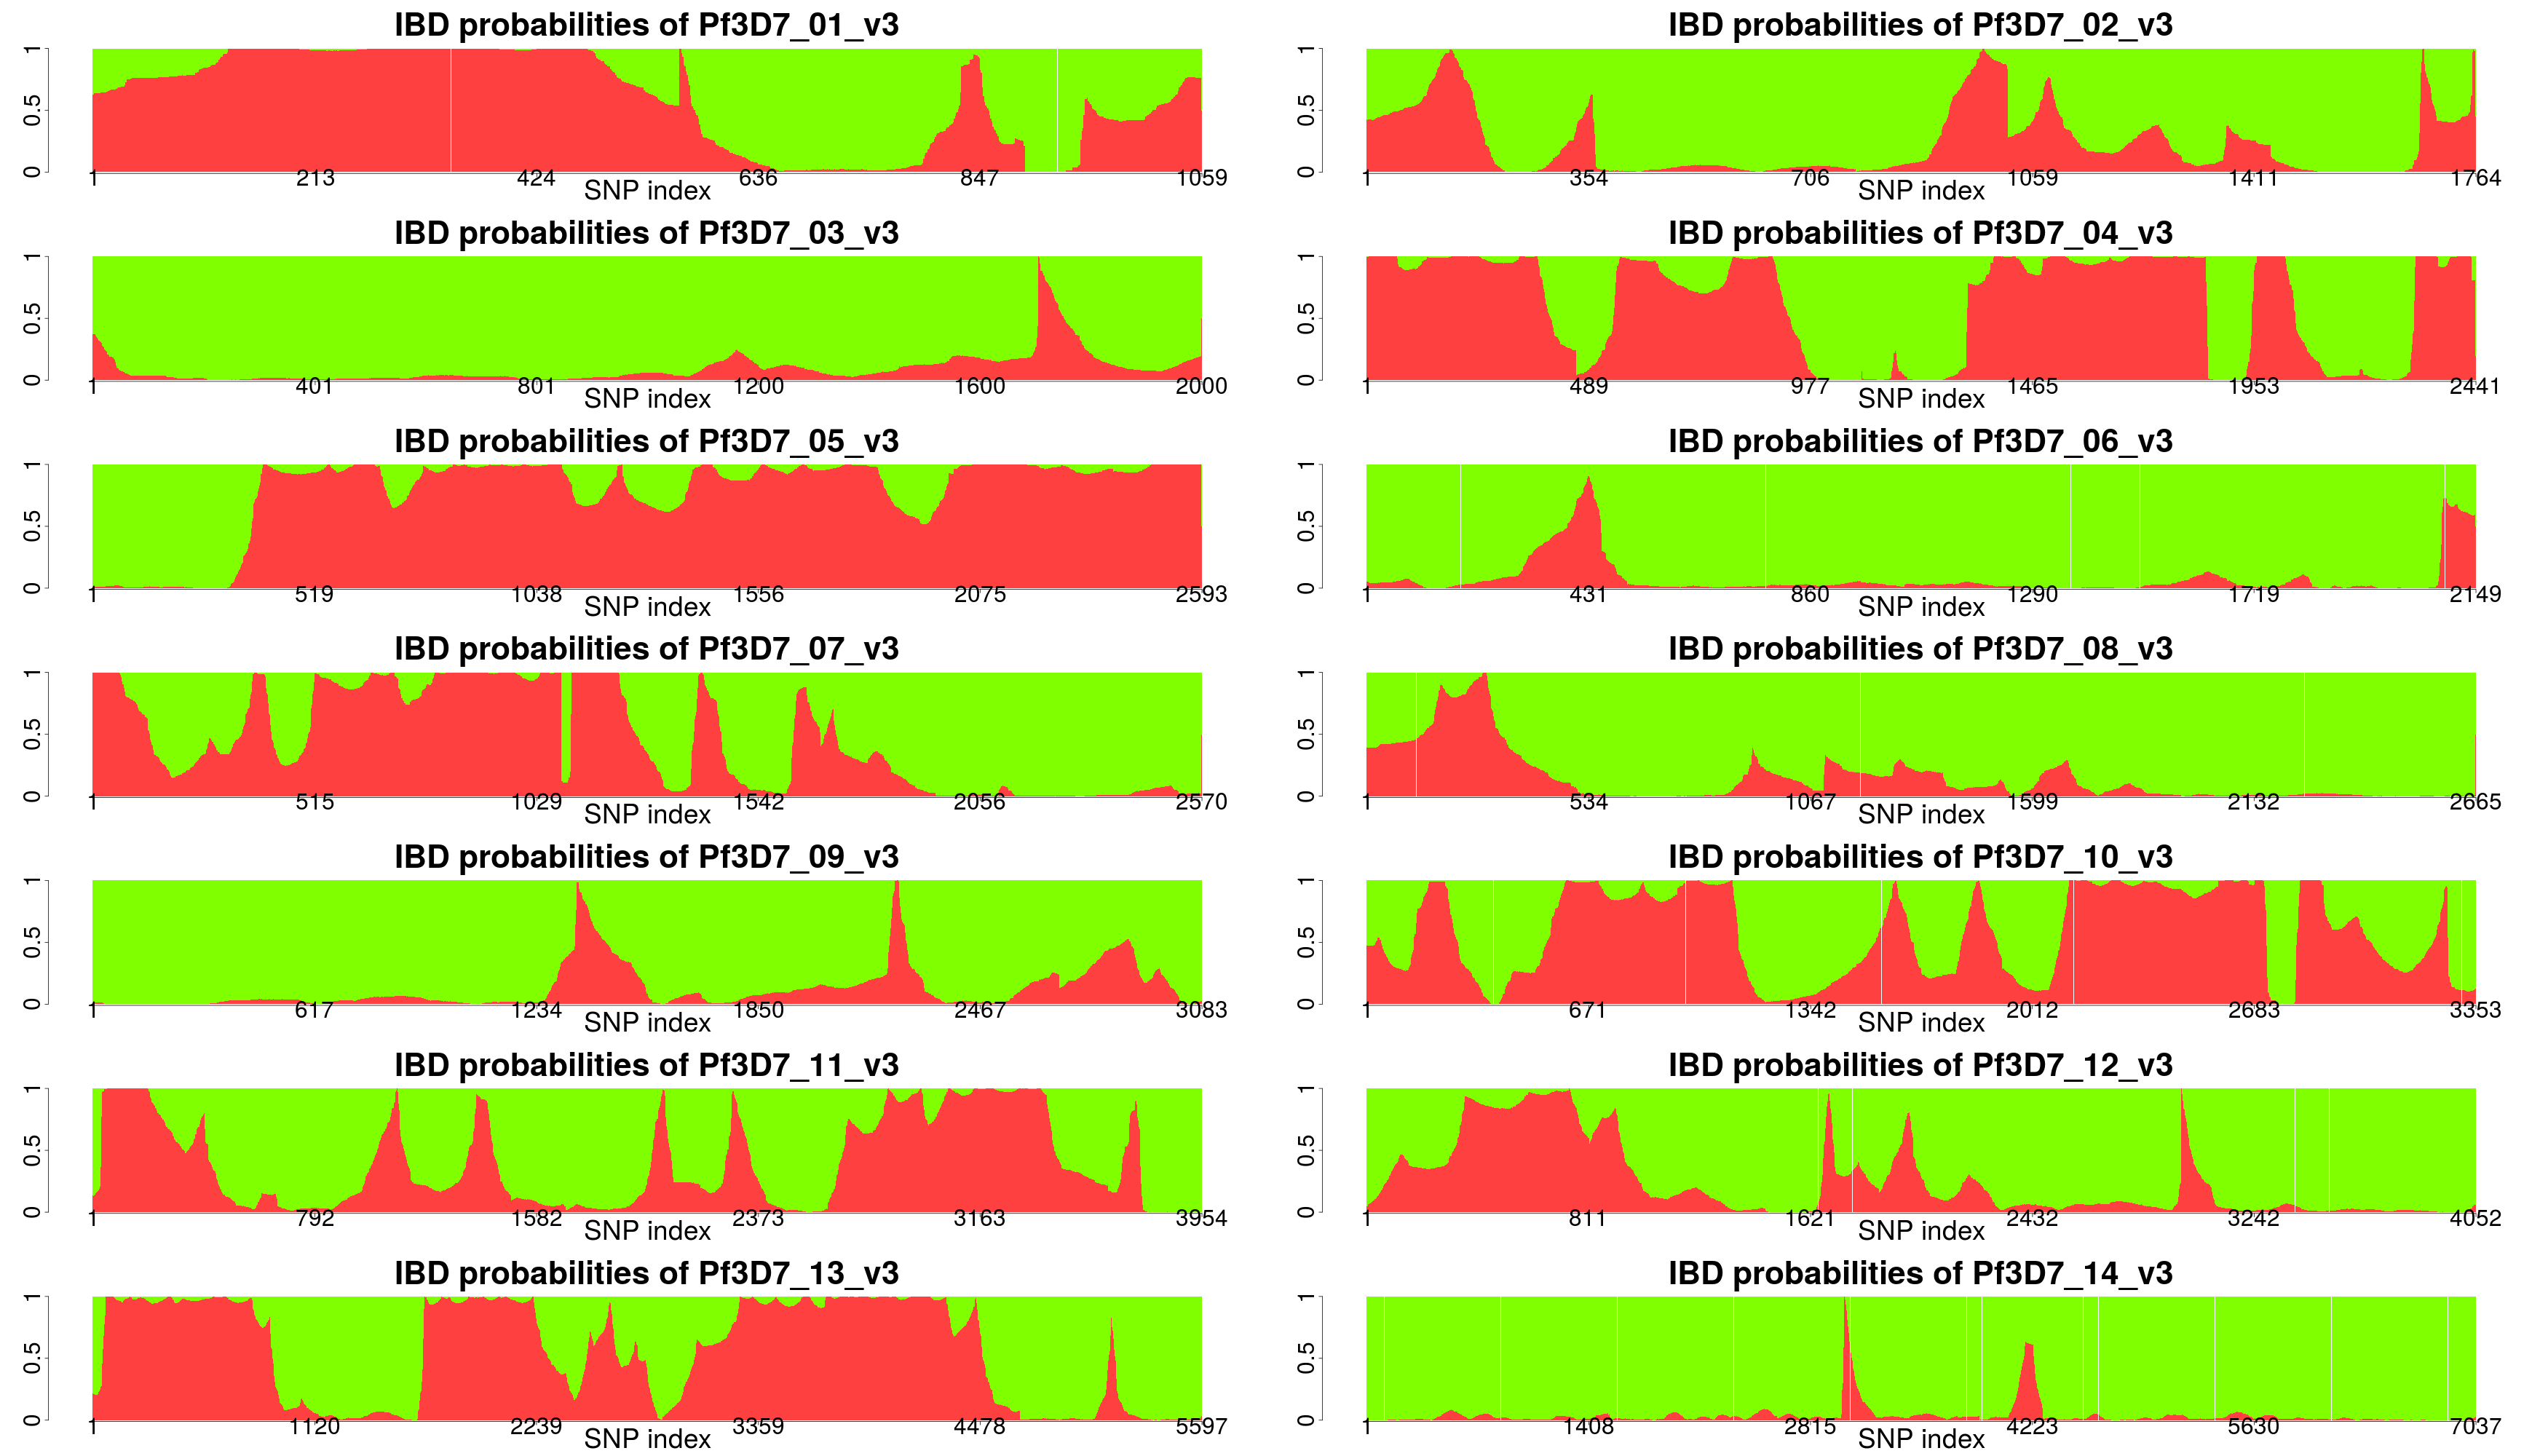 IBD probabilities of Pf3D7_01_v3
1
0.5
0
1 213 424 636 847 1059
SNP index
IBD probabilities of Pf3D7_02_v3
1
0.5
0
1 354 706 1059 1411 1764
SNP index
IBD probabilities of Pf3D7_03_v3
1
0.5
0
1 401 801 1200 1600 2000
SNP index
IBD probabilities of Pf3D7_04_v3
1
0.5
0
1 489 977 1465 1953 2441
SNP index
IBD probabilities of Pf3D7_05_v3
1
0.5
0
1 519 1038 1556 2075 2593
SNP index
IBD probabilities of Pf3D7_06_v3
1
0.5
0
1 431 860 1290 1719 2149
SNP index
IBD probabilities of Pf3D7_07_v3
1
0.5
0
1 515 1029 1542 2056 2570
SNP index
IBD probabilities of Pf3D7_08_v3
1
0.5
0
1 534 1067 1599 2132 2665
SNP index
IBD probabilities of Pf3D7_09_v3
1
0.5
0
1 617 1234 1850 2467 3083
SNP index
IBD probabilities of Pf3D7_10_v3
1
0.5
0
1 671 1342 2012 2683 3353
SNP index
IBD probabilities of Pf3D7_11_v3
1
0.5
0
1 792 1582 2373 3163 3954
SNP index
IBD probabilities of Pf3D7_12_v3
1
0.5
0
1 811 1621 2432 3242 4052
SNP index
IBD probabilities of Pf3D7_13_v3
1
0.5
0
1 1120 2239 3359 4478 5597
SNP index
IBD probabilities of Pf3D7_14_v3
1
0.5
0
1 1408 2815 4223 5630 7037
SNP index